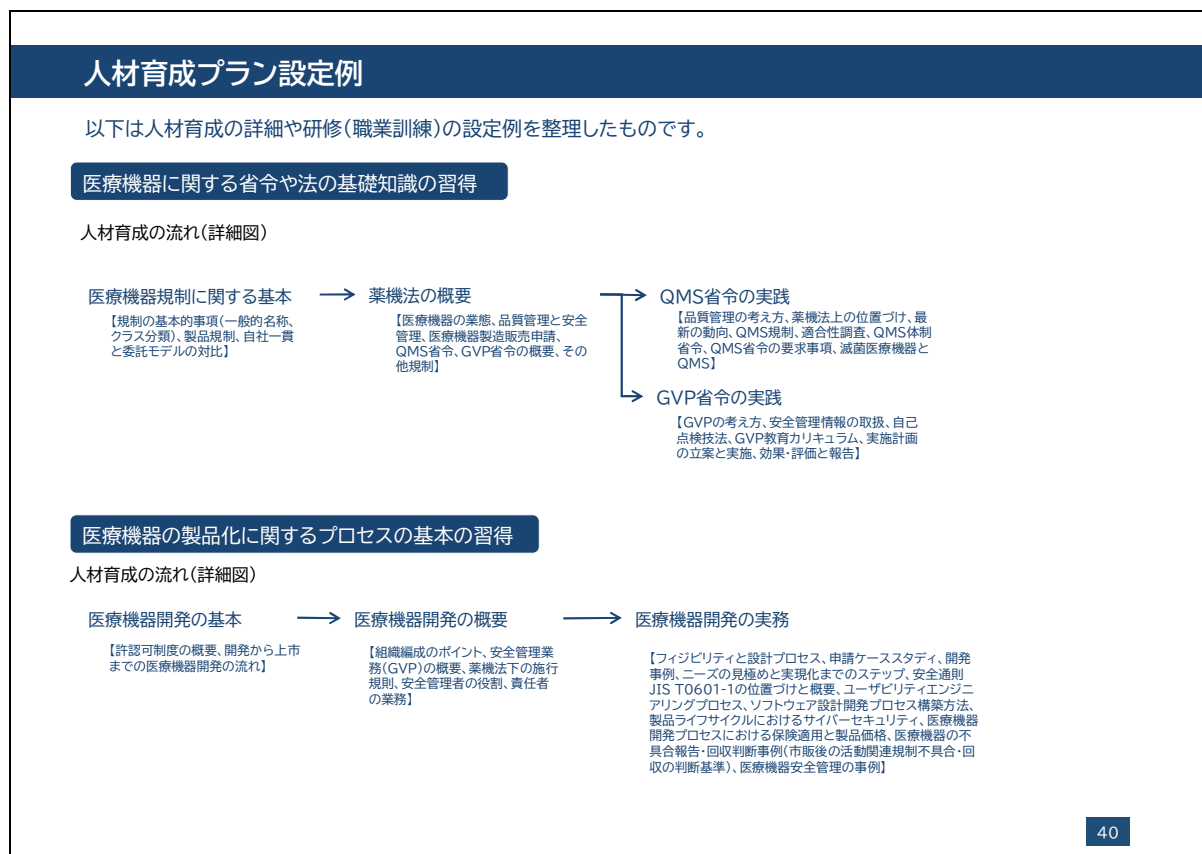 人材育成プラン設定例
以下は人材育成の詳細や研修(職業訓練)の設定例を整理したものです。
医療機器に関する省令や法の基礎知識の習得
人材育成の流れ(詳細図)
医療機器規制に関する基本
【規制の基本的事項(一般的名称、
クラス分類)、製品規制、自社一貫
と委託モデルの対比】
薬機法の概要
【医療機器の業態、品質管理と安全
管理、医療機器製造販売申請、
QMS省令、GVP省令の概要、その
他規制】
QMS省令の実践
【品質管理の考え方、薬機法上の位置づけ、最
新の動向、QMS規制、適合性調査、QMS体制
省令、QMS省令の要求事項、滅菌医療機器と
QMS】
GVP省令の実践
【GVPの考え方、安全管理情報の取扱、自己
点検技法、GVP教育カリキュラム、実施計画
の立案と実施、効果・評価と報告】
医療機器の製品化に関するプロセスの基本の習得
人材育成の流れ(詳細図)
医療機器開発の基本
【許認可制度の概要、開発から上市
までの医療機器開発の流れ】
医療機器開発の概要
【組織編成のポイント、安全管理業
務(GVP)の概要、薬機法下の施行
規則、安全管理者の役割、責任者
の業務】
医療機器開発の実務
【フィジビリティと設計プロセス、申請ケーススタディ、開発
事例、ニーズの見極めと実現化までのステップ、安全通則
JIS T0601-1の位置づけと概要、ユーザビリティエンジニ
アリングプロセス、ソフトウェア設計開発プロセス構築方法、
製品ライフサイクルにおけるサイバーセキュリティ、医療機器
開発プロセスにおける保険適用と製品価格、医療機器の不
具合報告・回収判断事例(市販後の活動関連規制不具合・回
収の判断基準)、医療機器安全管理の事例】
40